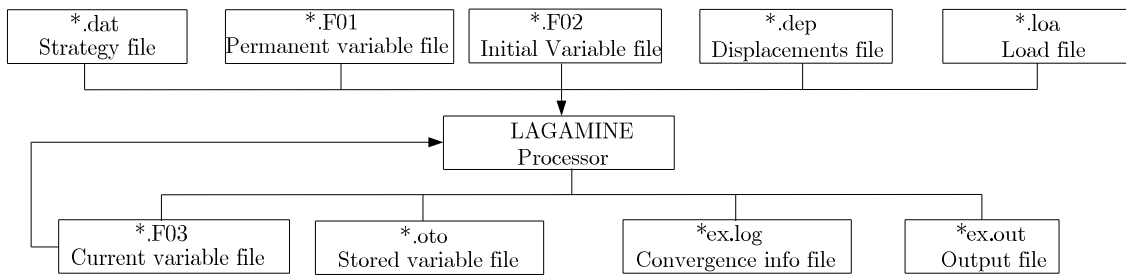 *.dat
Strategy file
*.F01
Permanent variable file
*.F02
Initial Variable file
*.dep
Displacements file
*.loa
Load file
LAGAMINE
Processor
*.F03
Current variable file
*.oto
Stored variable file
*ex.log
Convergence info file
*ex.out
Output file